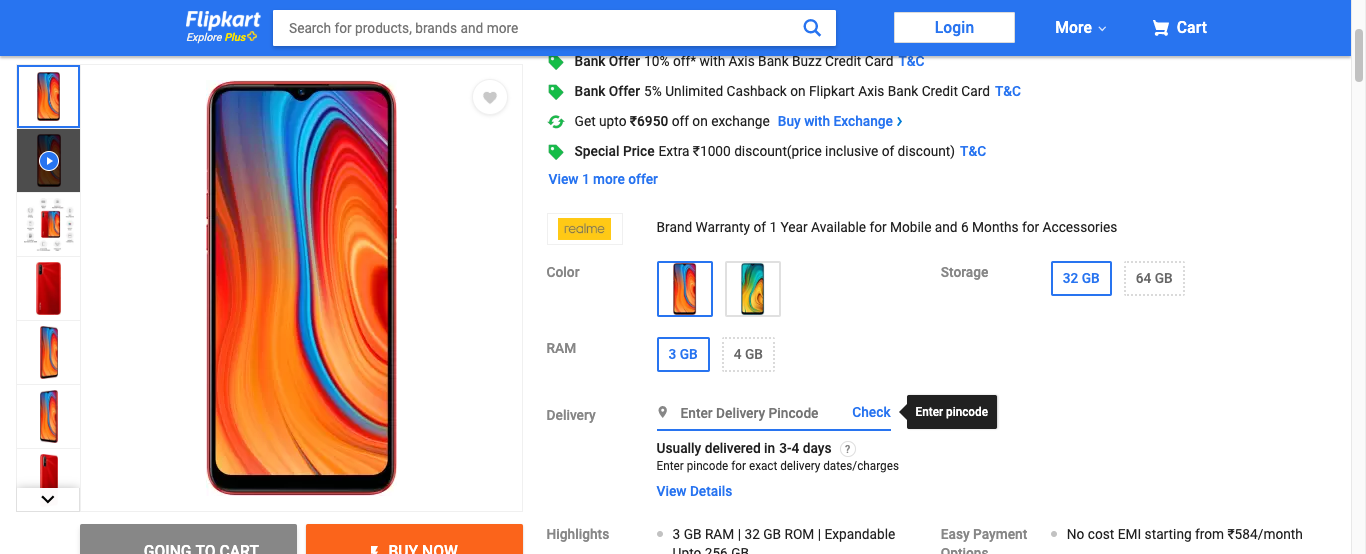 Flipkart
Explore Plus
Search for products, brands and more
Login
More
Cart
Bank Offer 10% off* with Axis Bank Buzz Credit Card T&C
Bank Offer 5% Unlimited Cashback on Flipkart Axis Bank Credit Card T&C
Get upto ₹6950 off on exchange Buy with Exchange
Special Price Extra ₹1000 discount(price inclusive of discount) T&C
View 1 more offer
realme
Brand Warranty of 1 Year Available for Mobile and 6 Months for Accessories
Color
Storage
32 GB
64 GB
RAM
3 GB
4 GB
Delivery
Enter Delivery Pincode
Check
Enter pincode
Usually delivered in 3-4 days ?
Enter pincode for exact delivery dates/charges
View Details
Highlights
3 GB RAM | 32 GB ROM | Expandable
Upto 256 GB
Easy Payment
Options
No cost EMI starting from ₹584/month
GOING TO CART
BUY NOW